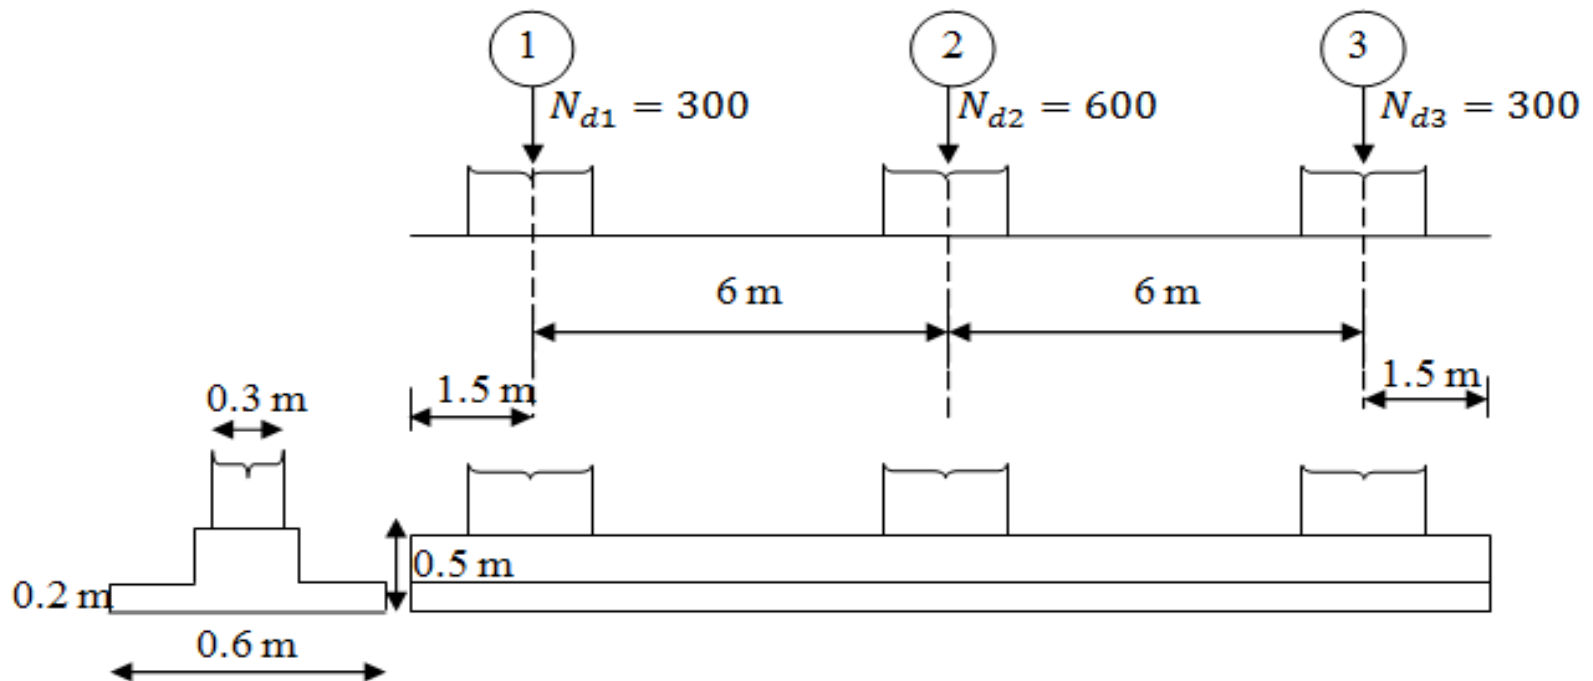 1 2 3
N_{d1} = 300 N_{d2} = 600 N_{d3} = 300
6 m 6 m
1.5 m 1.5 m
0.3 m
0.5 m
0.2 m
0.6 m